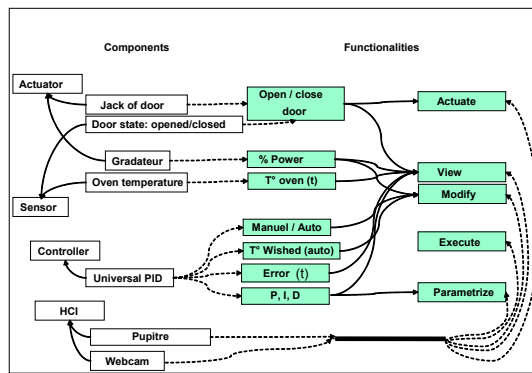 Components
Functionalities
Actuator
Open / close
door
Actuate
Jack of door
Door state: opened/closed
Gradateur
% Power
View
Oven temperature
T° oven (t)
Modify
Sensor
Manuel / Auto
Controller
T° Wished (auto)
Execute
Universal PID
Error (t)
P, I, D
Parametrize
HCI
Pupitre
Webcam